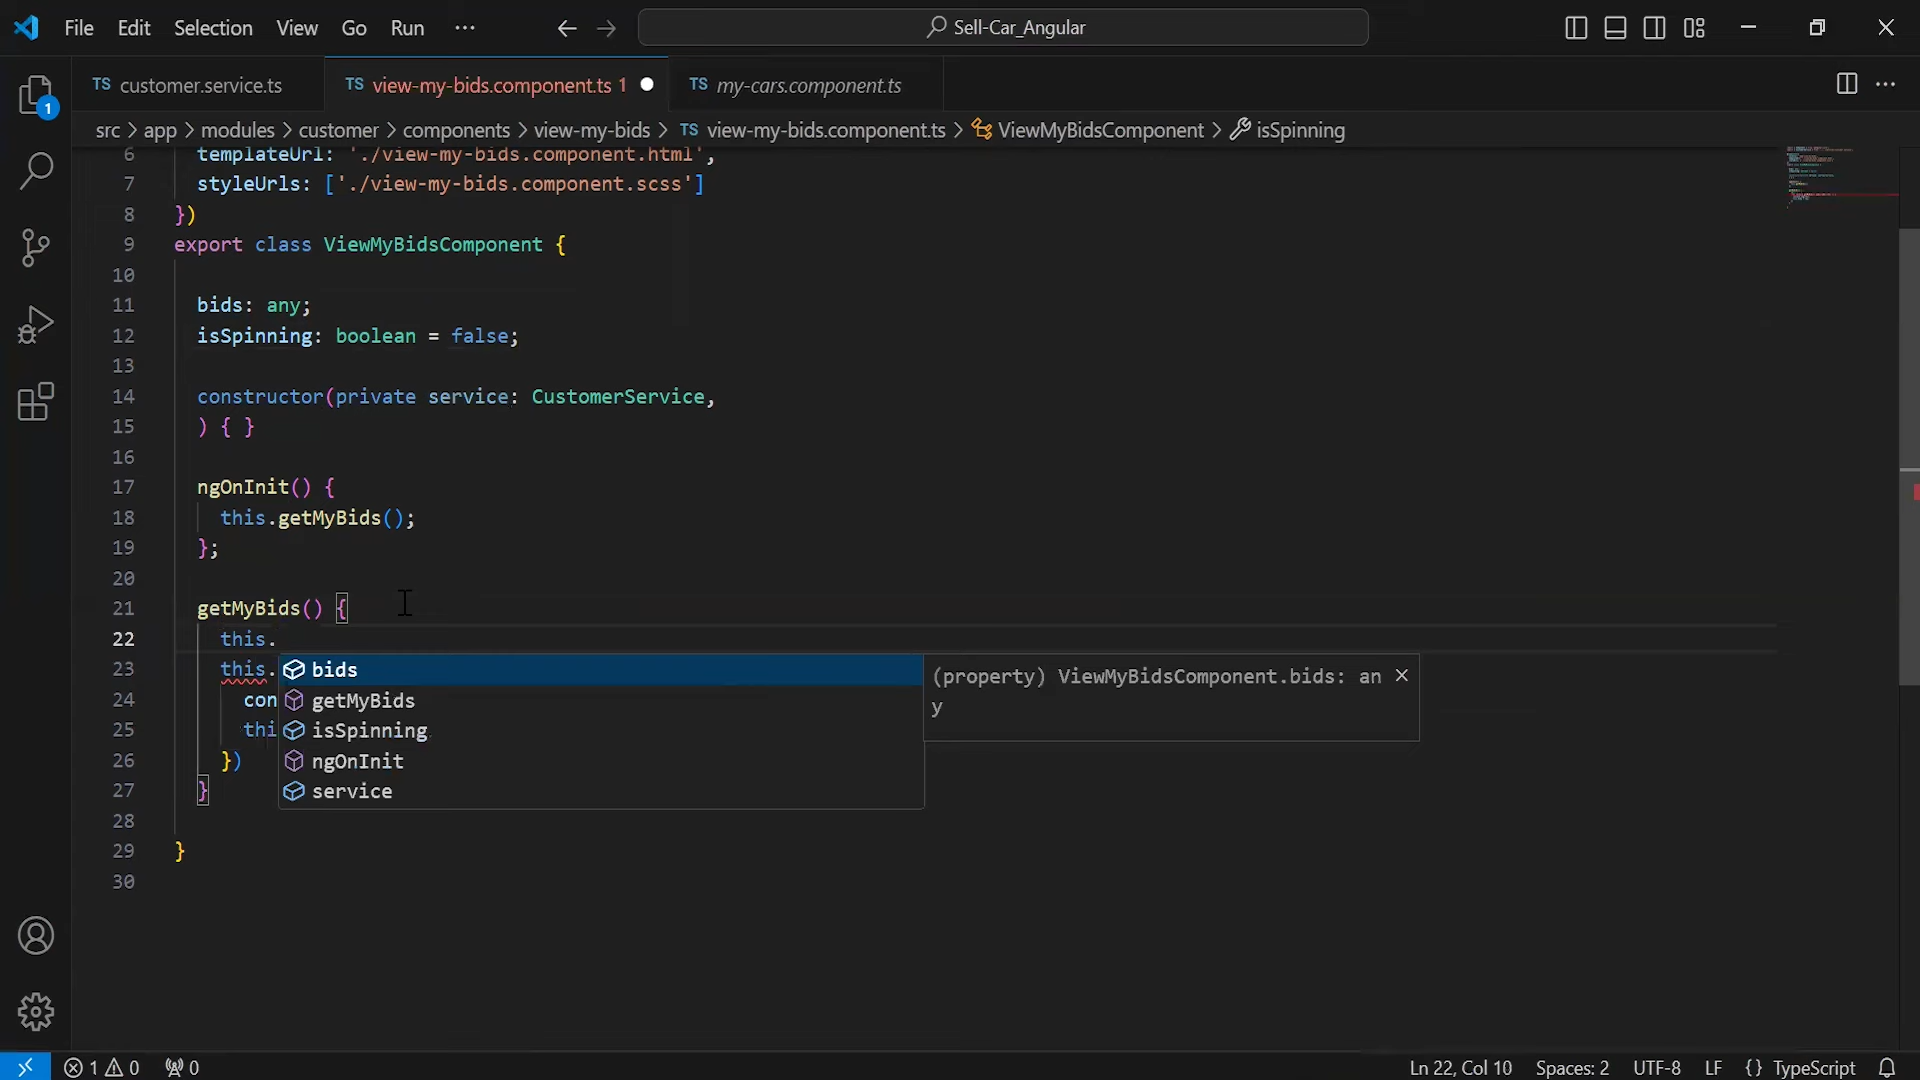 File Edit Selection View Go Run ··· Sell-Car_Angular
TS customer.service.ts TS view-my-bids.component.ts 1 TS my-cars.component.ts
src > app > modules > customer > components > view-my-bids > TS view-my-bids.component.ts > ViewMyBidsComponent > isSpinning
1
6 templateUrl: './view-my-bids.component.html',
7 styleUrls: ['./view-my-bids.component.scss']
8 })
9 export class ViewMyBidsComponent {
10
11 bids: any;
12 isSpinning: boolean = false;
13
14 constructor(private service: CustomerService,
15 ) { }
16
17 ngOnInit() {
18 this.getMyBids();
19 };
20
21 getMyBids() {
22 this.
23 this.
24 con
25 thi
26 })
27 }
28
29 }
30
bids
getMyBids
isSpinning
ngOnInit
service
(property) ViewMyBidsComponent.bids: an
y
1 0 0 Ln 22, Col 10 Spaces: 2 UTF-8 LF {} TypeScript